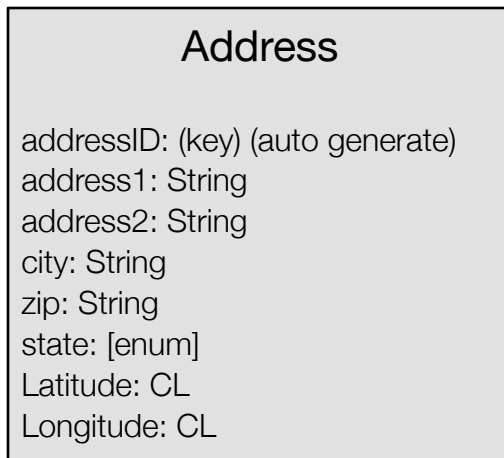 Address
addressID: (key) (auto generate)
address1: String
address2: String
city: String
zip: String
state: [enum]
Latitude: CL
Longitude: CL